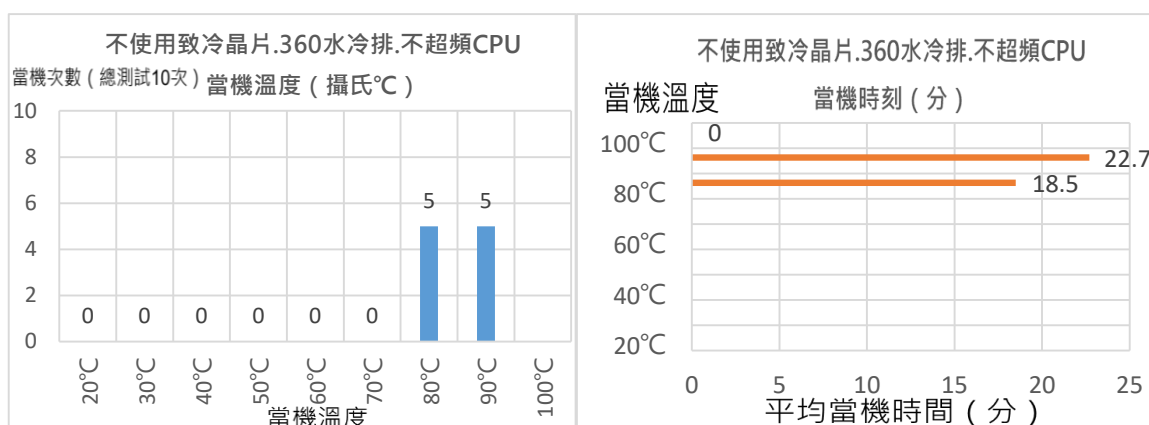 不使用致冷晶片.360水冷排.不超頻CPU
當機次數（總測試10次）當機溫度（攝氏℃）
10
8
6
4
2
0
5 5
0 0 0 0 0 0
20℃ 30℃ 40℃ 50℃ 60℃ 70℃ 80℃ 90℃ 100℃
當機溫度
不使用致冷晶片.360水冷排.不超頻CPU
當機溫度 當機時刻（分）
100℃
80℃
60℃
40℃
20℃
0
22.7
18.5
0 5 10 15 20 25
平均當機時間（分）